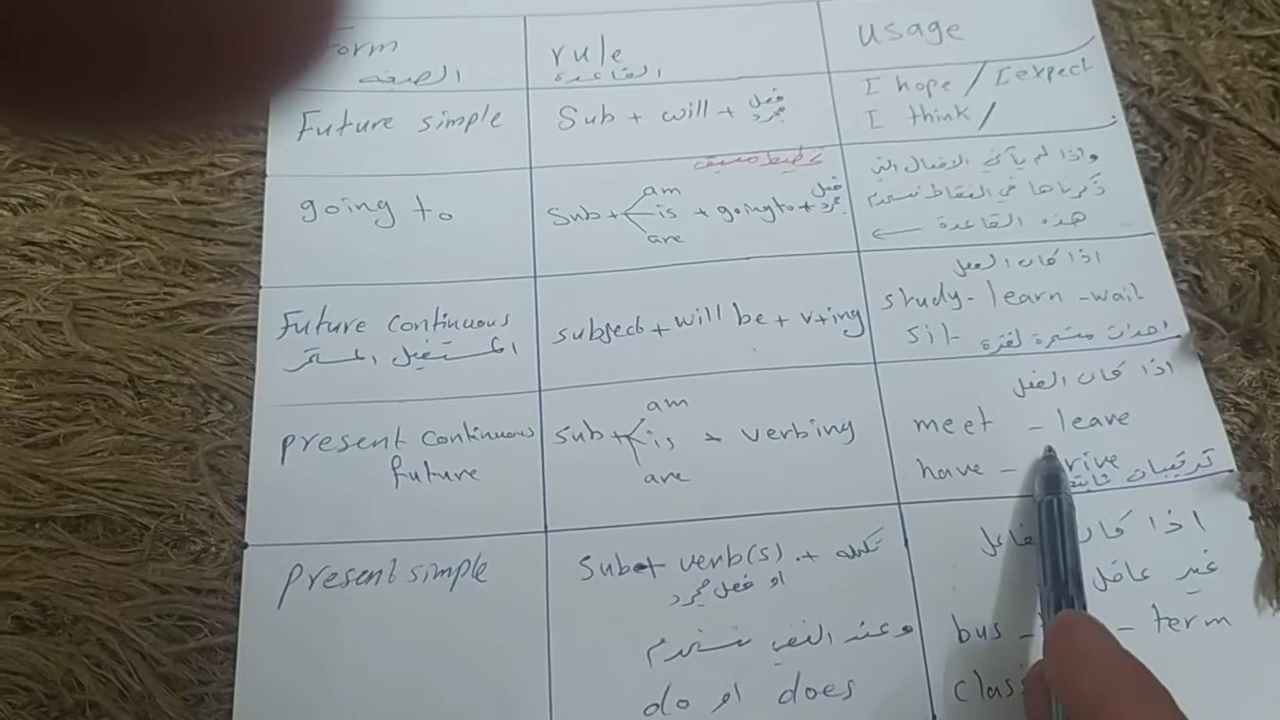 Form
الصيغه
rule
القاعدة
usage
Future simple
Sub + will + فعل مجرد
I hope / I expect
I think /
going to
تخطيط مسبق
Sub + am is are + going to + فعل مجرد
واذا لم يأتي الافعال التي
ذكرناها في النقاط نستخدم
هذه القاعدة
Future continuous
المستقبل المستمر
subject + will be + v+ing
اذا كان الفعل
study - learn - wait
sit - احداث مستمرة لفترة
present continuous
future
Sub + am is are + verbing
اذا كان الفعل
meet - leave
have -
ترتيبات ثابتة
present simple
Sub + verb(s) + تكمله
او فعل مجرد
وعند النفي نستخدم
do او does
اذا كان
غير عاقل
bus - - term
class